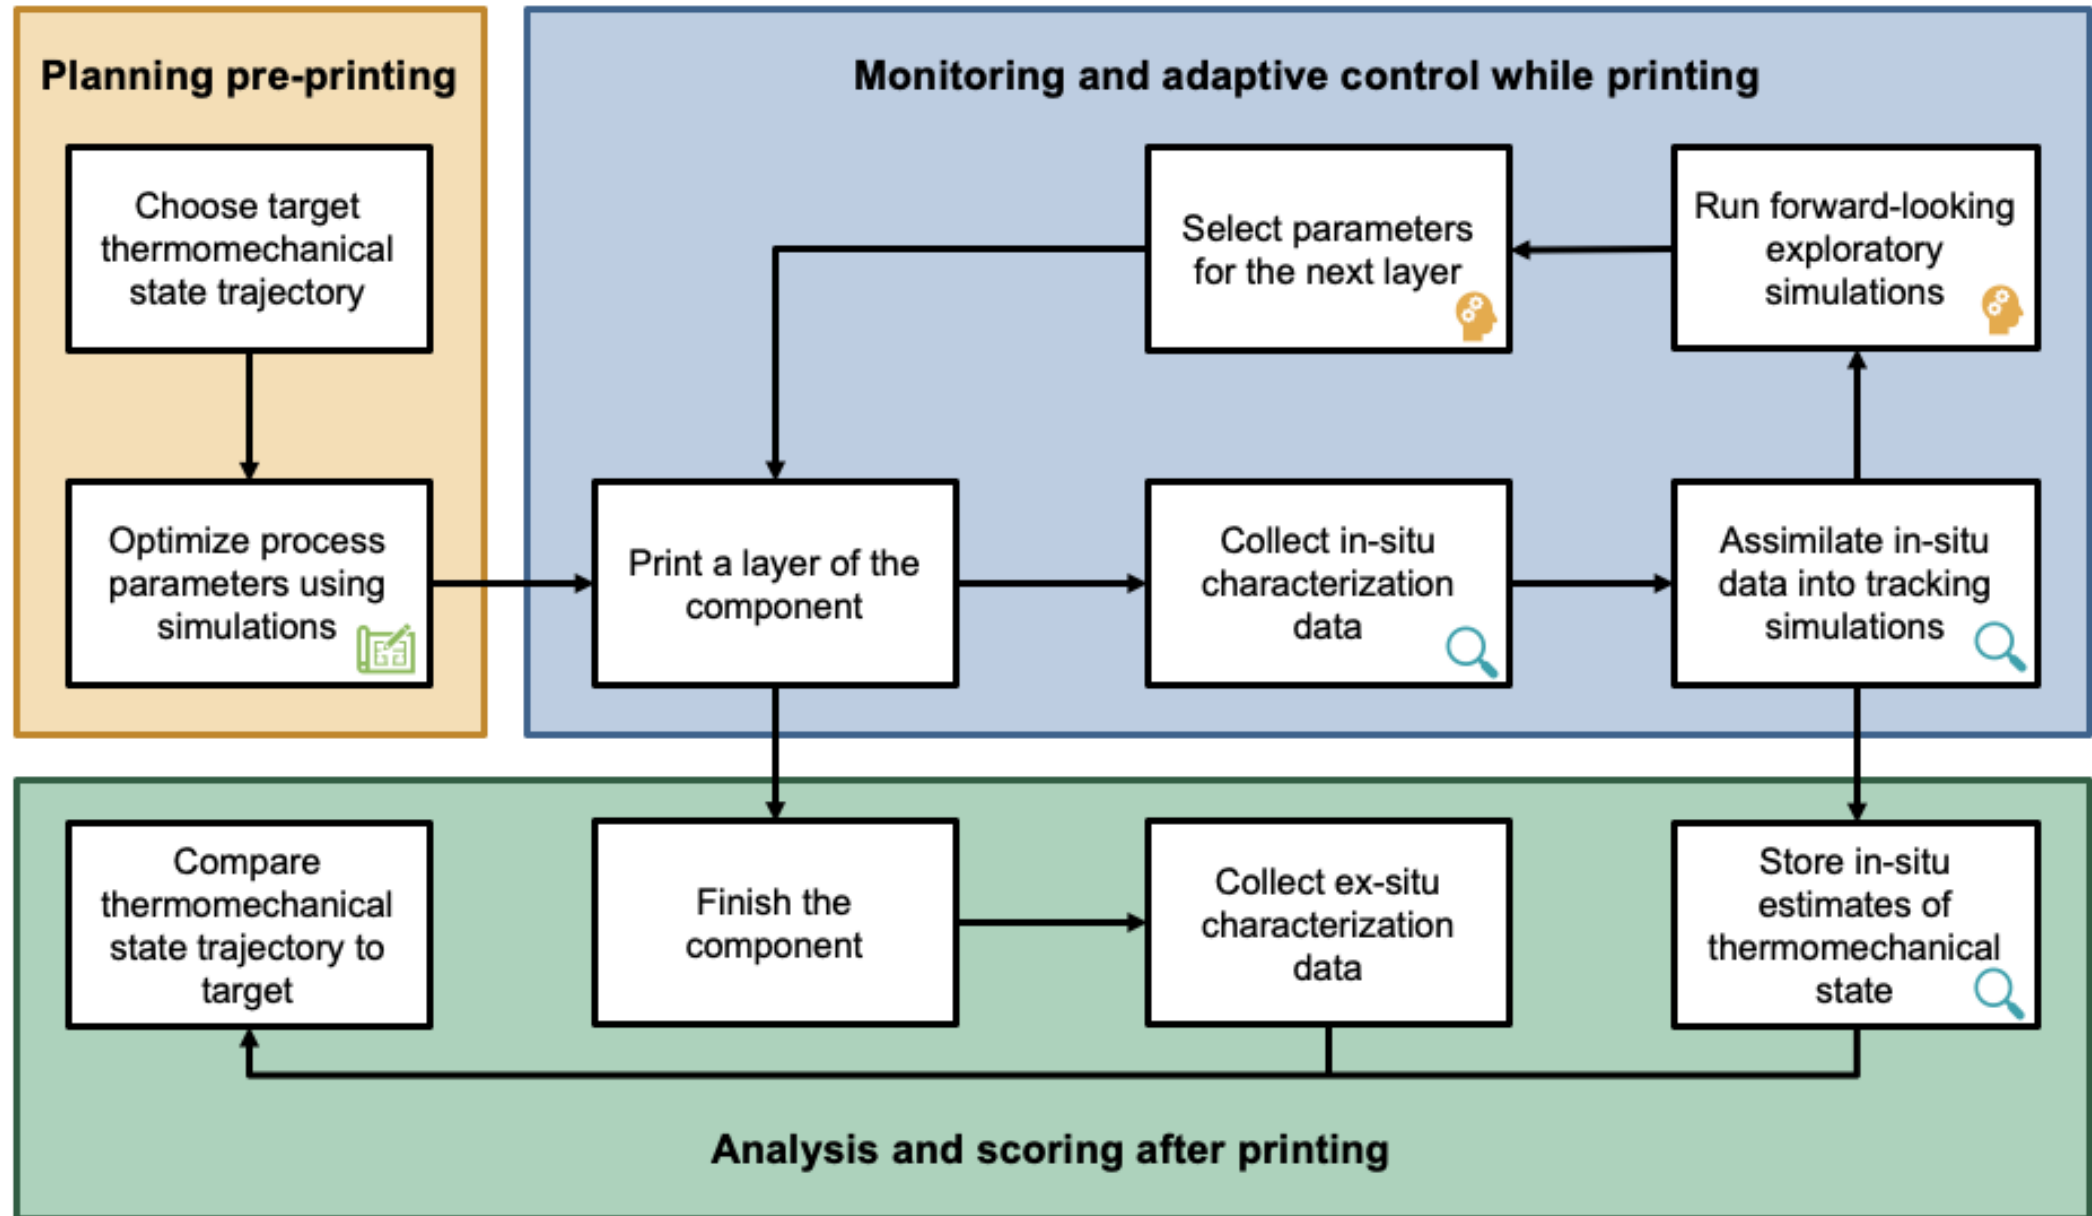 Planning pre-printing
Choose target
thermomechanical
state trajectory
Optimize process
parameters using
simulations
Monitoring and adaptive control while printing
Select parameters
for the next layer
Run forward-looking
exploratory
simulations
Print a layer of the
component
Collect in-situ
characterization
data
Assimilate in-situ
data into tracking
simulations
Compare
thermomechanical
state trajectory to
target
Finish the
component
Collect ex-situ
characterization
data
Store in-situ
estimates of
thermomechanical
state
Analysis and scoring after printing